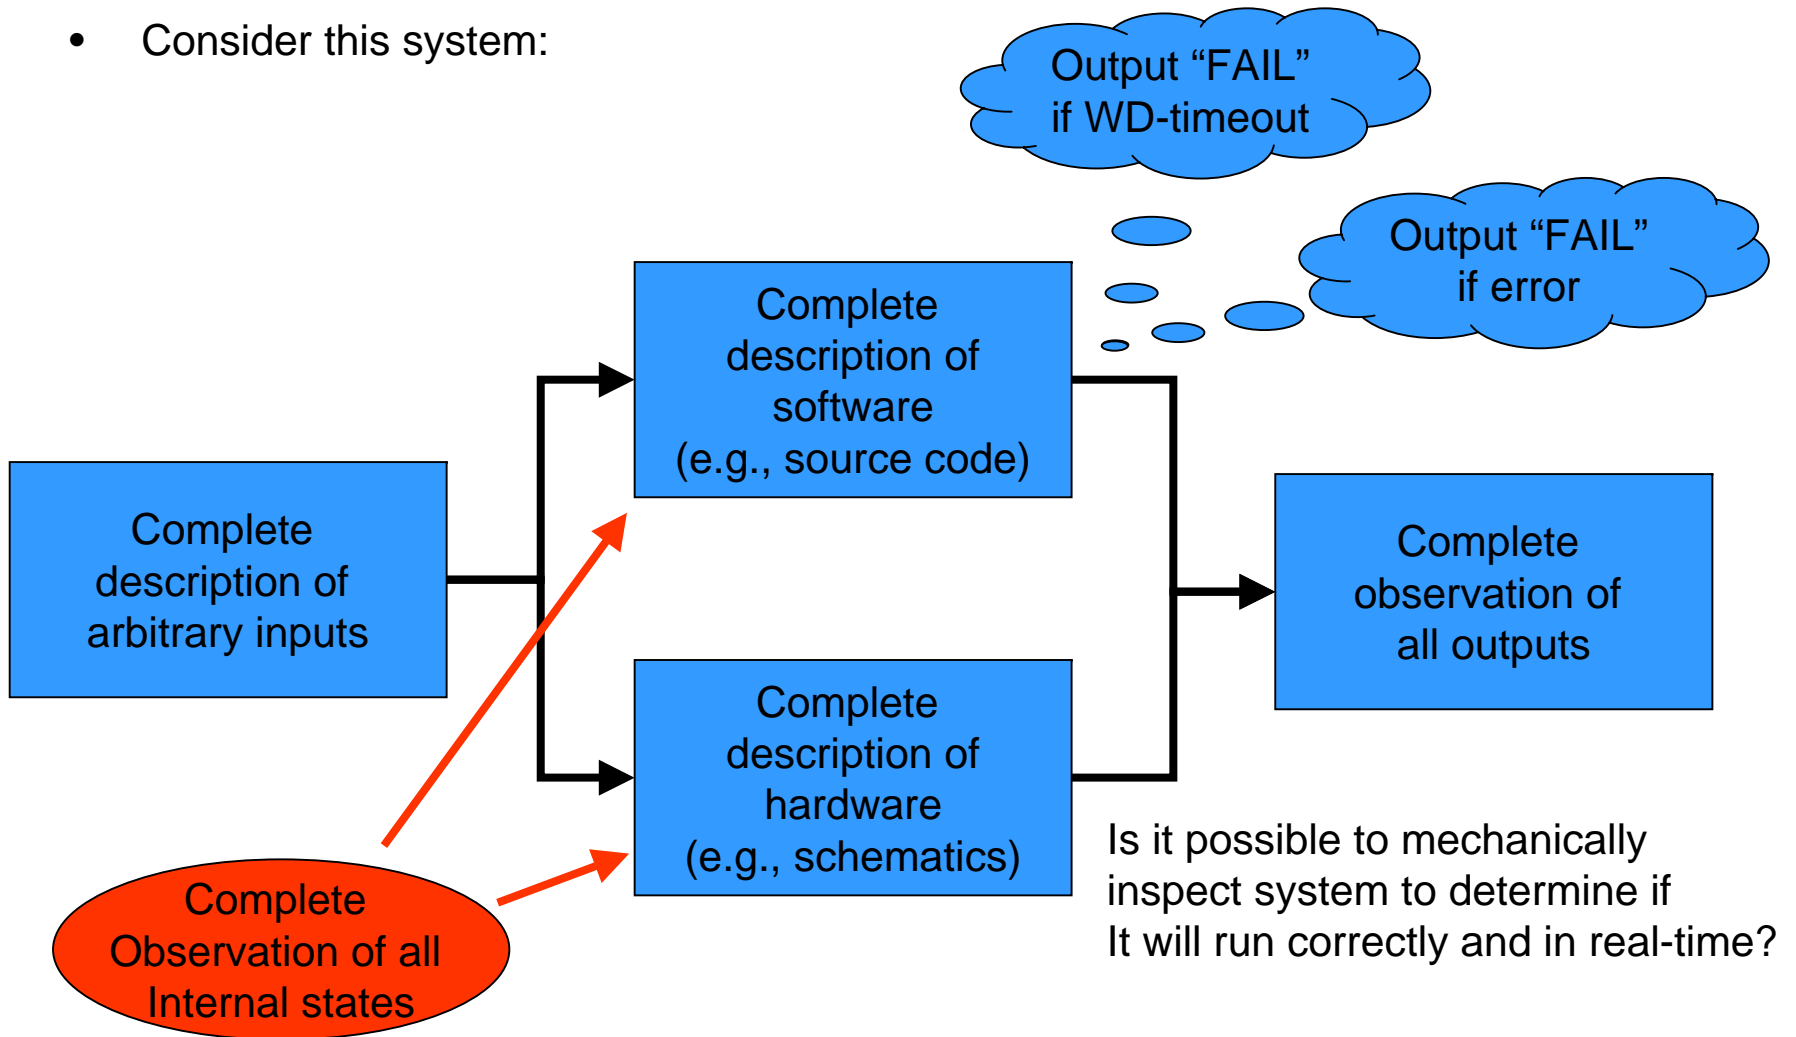 • Consider this system:
Output “FAIL”
if WD-timeout
Output “FAIL”
if error
Complete
description of
software
(e.g., source code)
Complete
description of
arbitrary inputs
Complete
observation of
all outputs
Complete
description of
hardware
(e.g., schematics)
Complete
Observation of all
Internal states
Is it possible to mechanically
inspect system to determine if
It will run correctly and in real-time?